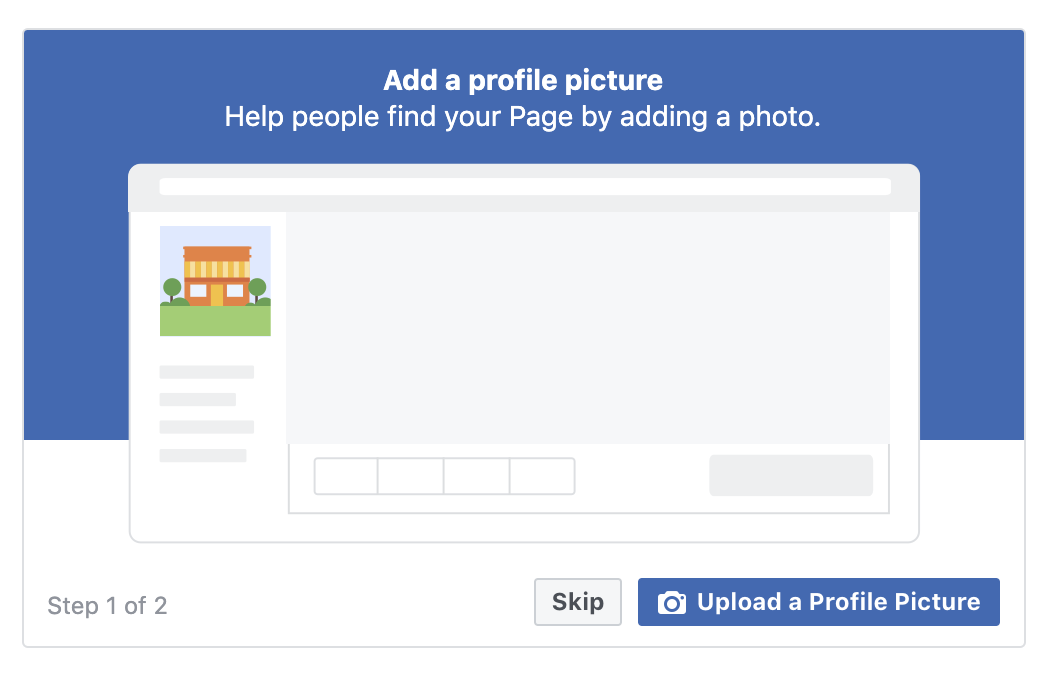 Add a profile picture
Help people find your Page by adding a photo.
Step 1 of 2
Skip
Upload a Profile Picture